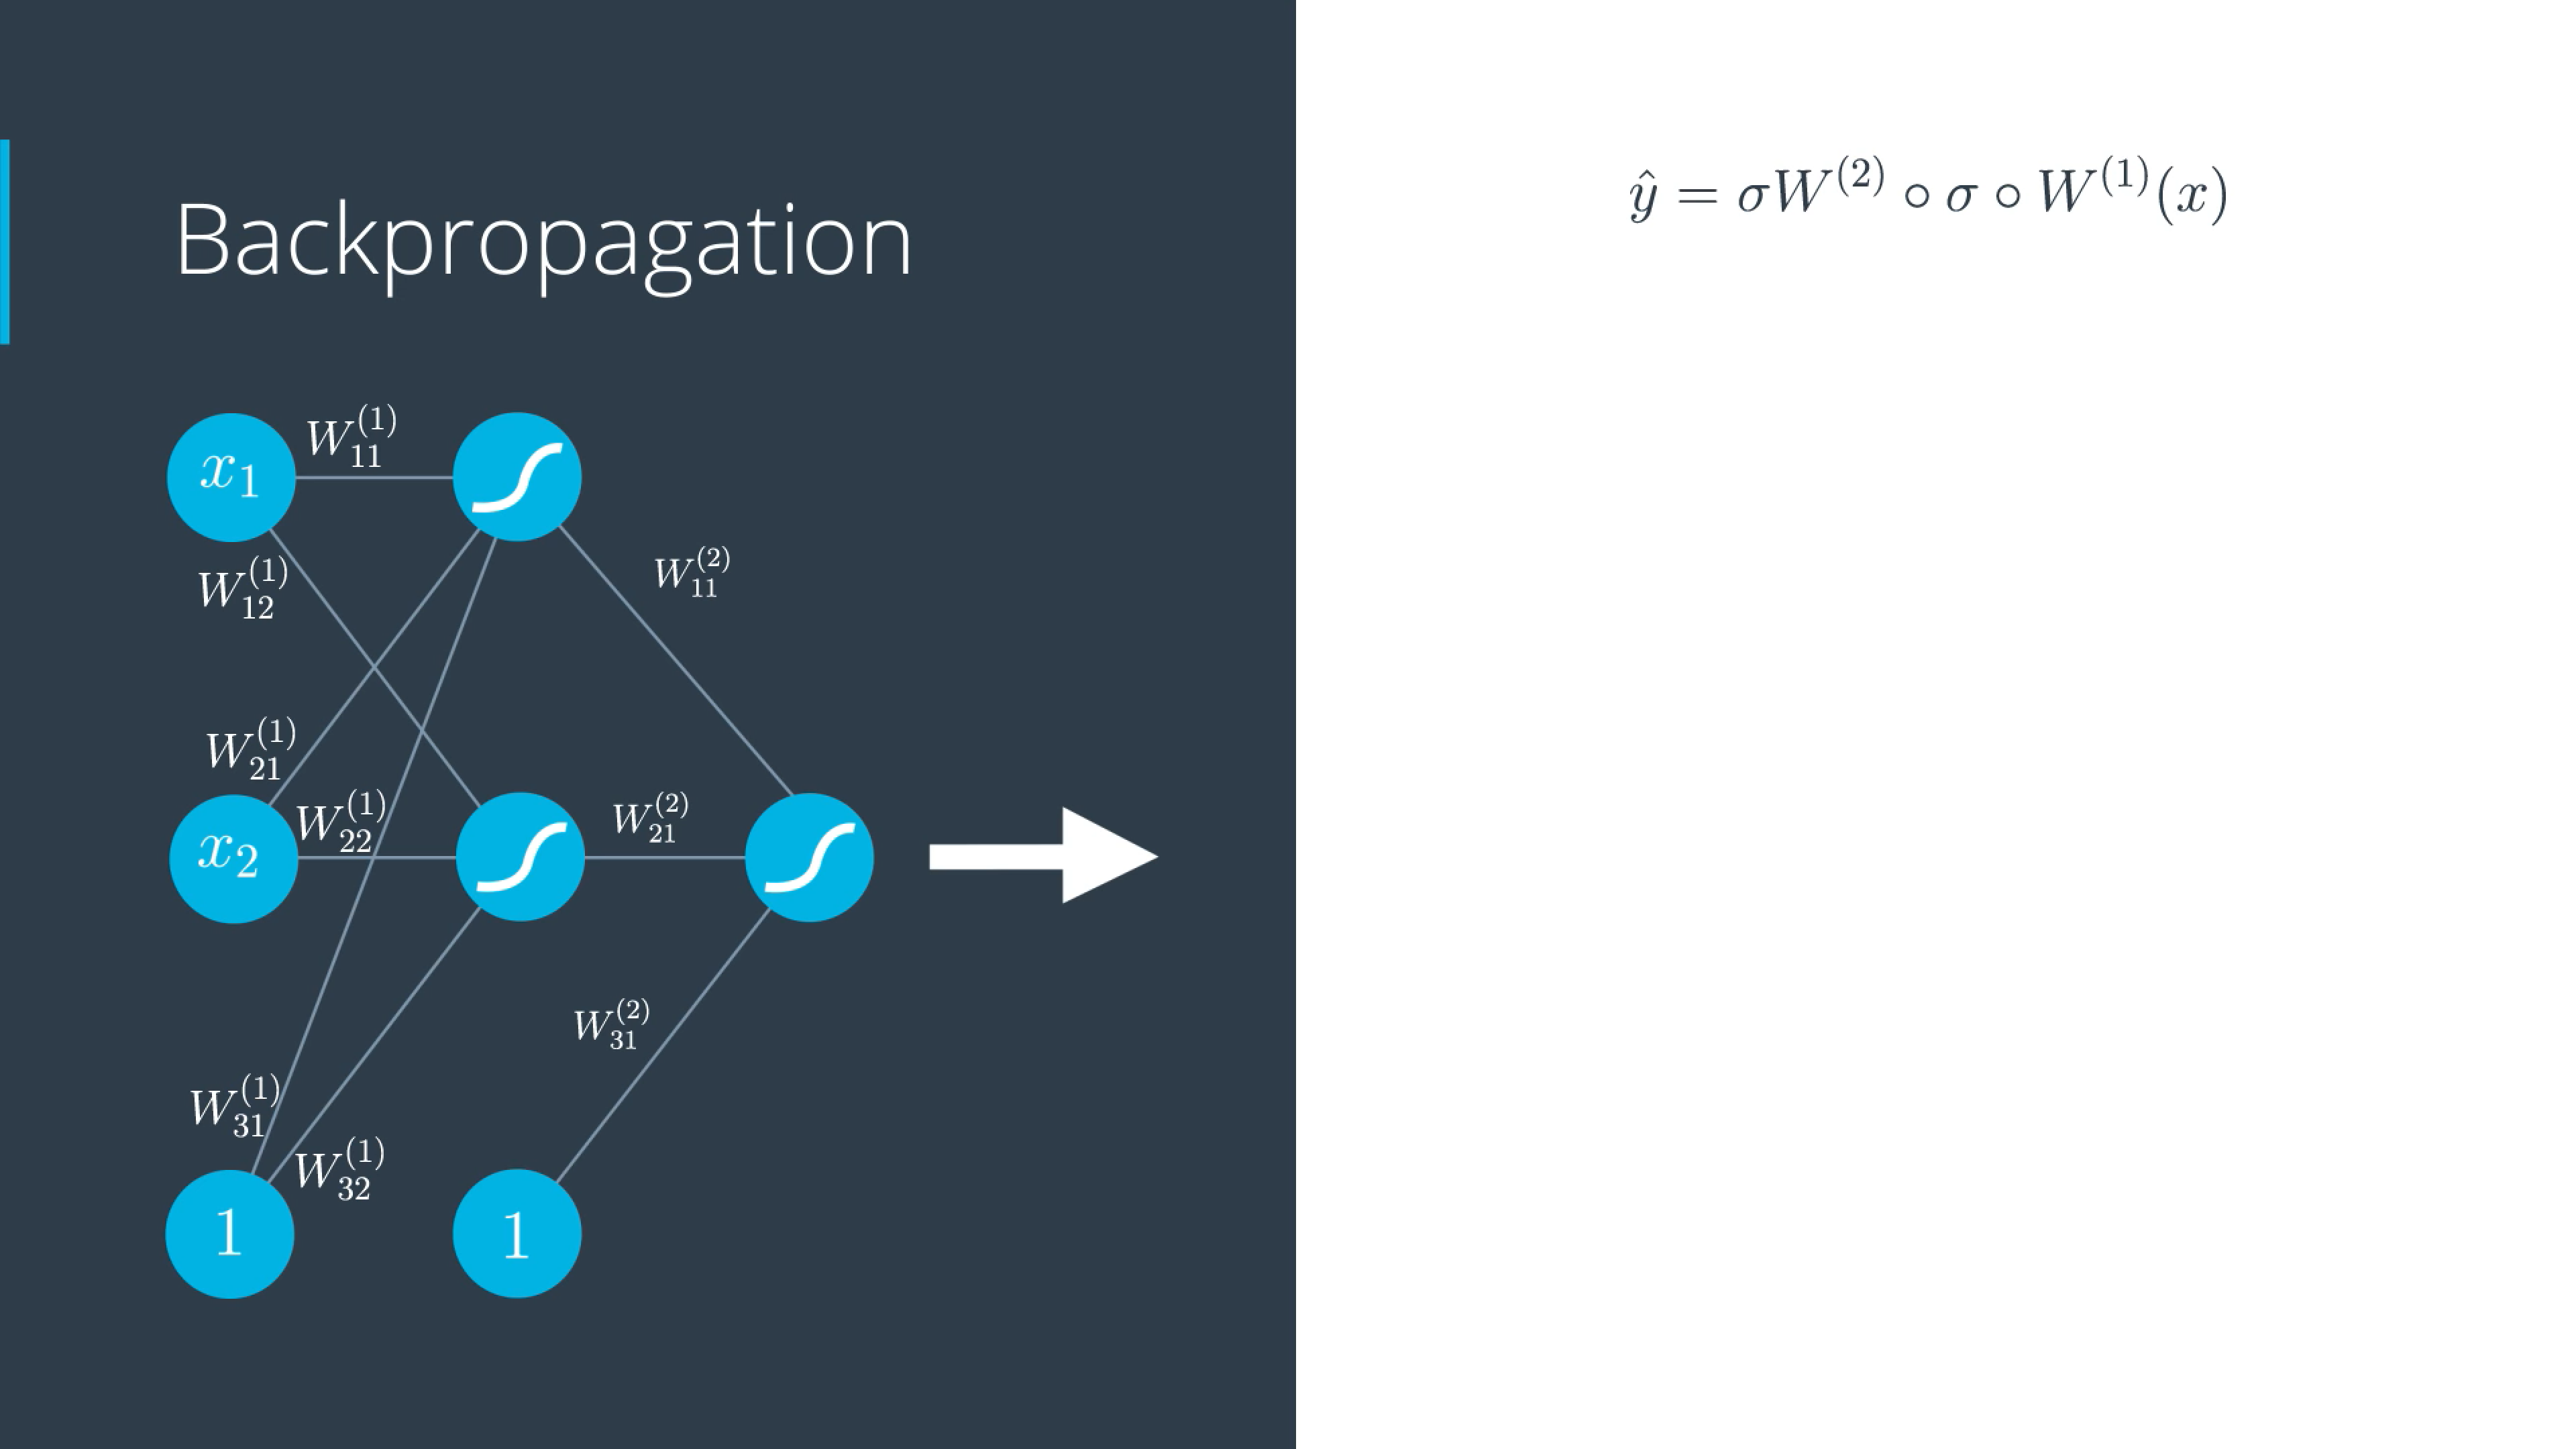 Backpropagation
ŷ = σW^(2) ∘ σ ∘ W^(1)(x)
x_1
W_11^(1)
W_12^(1)
W_11^(2)
W_21^(1)
x_2
W_22^(1)
W_21^(2)
W_31^(2)
W_31^(1)
W_32^(1)
1
1